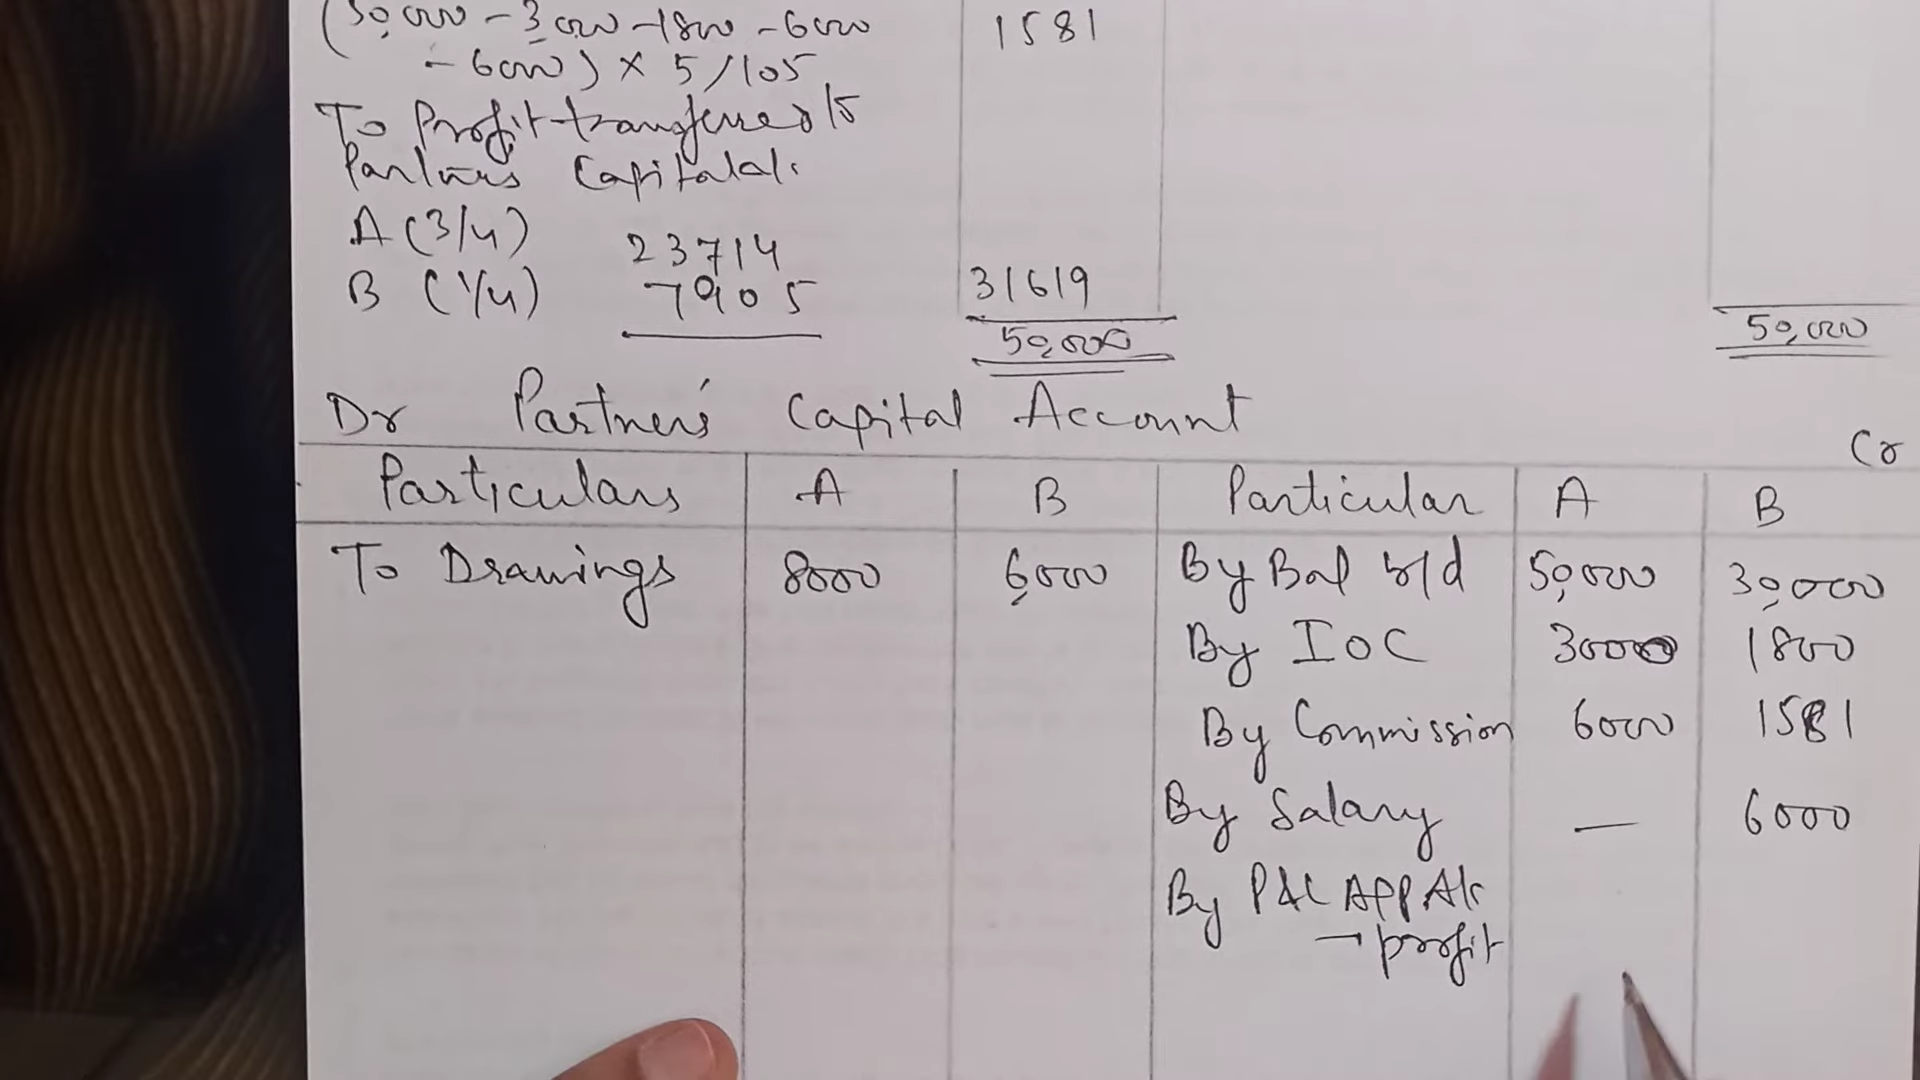 (50,000 - 3000 - 1800 - 6000 1581
- 6000) × 5/105
To Profit transferred to
Partners Capital a/c
A (3/4) 23714
B (1/4) 7905 31619
50,000 50,000
Dr Partner's Capital Account Cr
Particulars A B Particular A B
To Drawings 8000 6,000 By Bal b/d 50,000 30,000
By IOC 3000 1800
By Commission 6000 1581
By Salary — 6000
By P&L APP A/c
→ profit